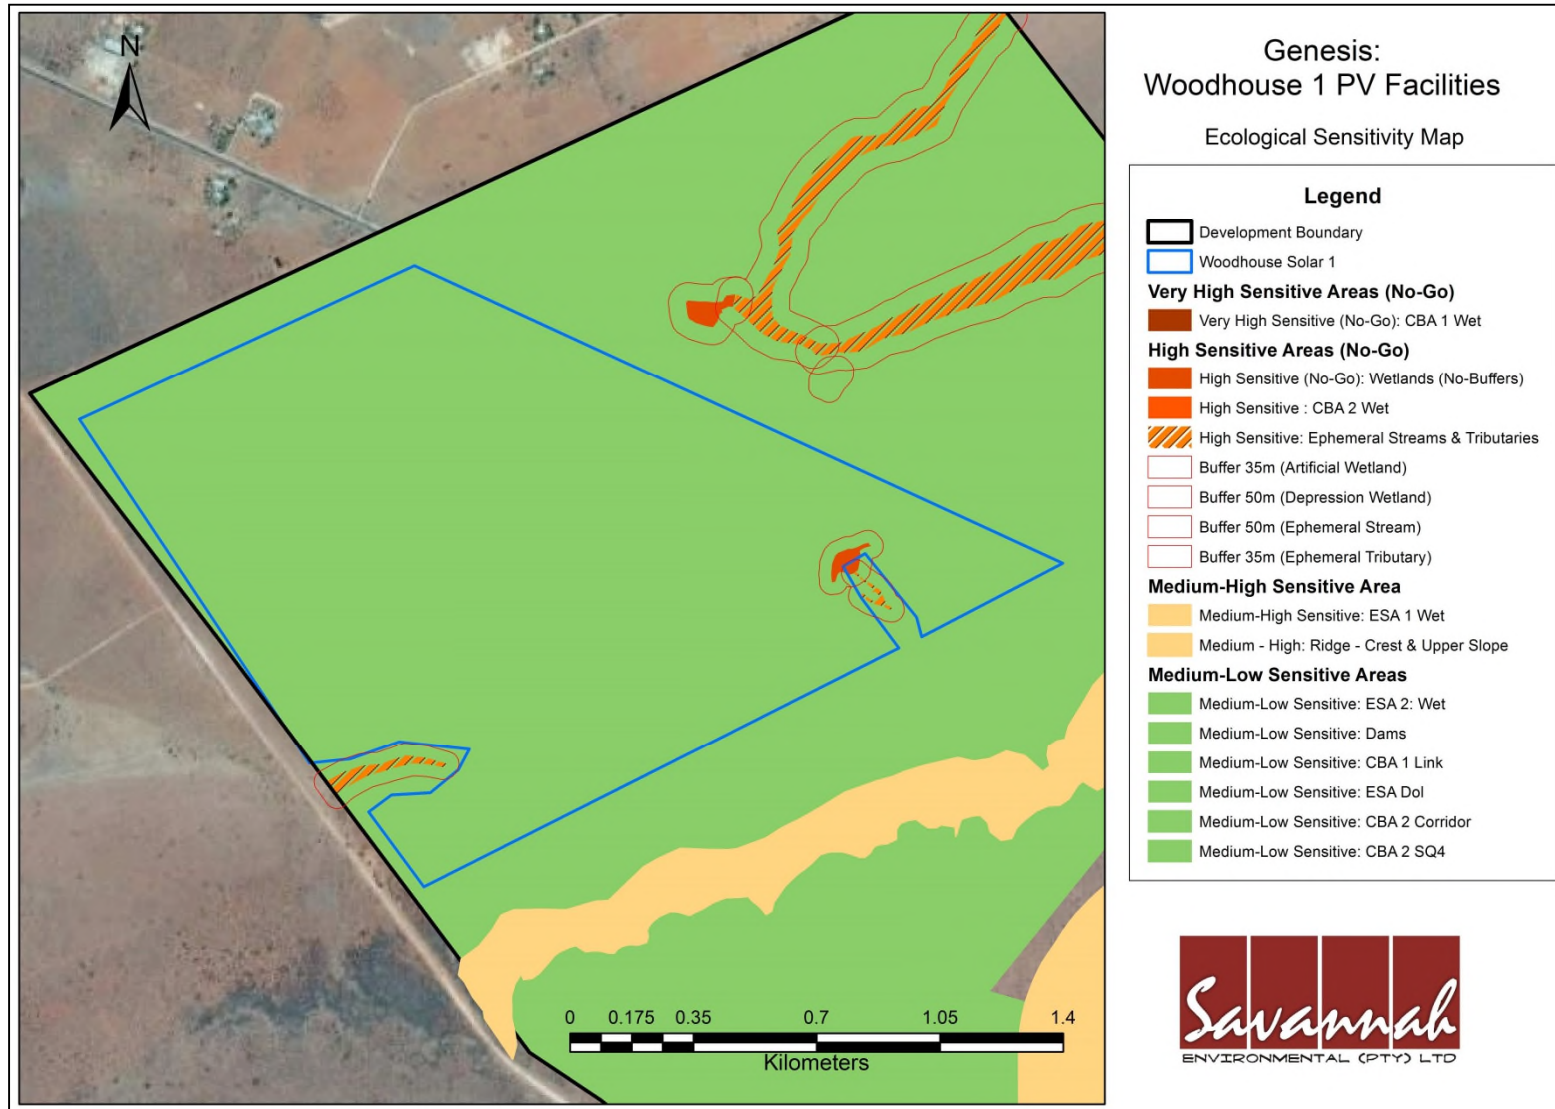 N
Genesis:
Woodhouse 1 PV Facilities
Ecological Sensitivity Map
Legend
Development Boundary
Woodhouse Solar 1
Very High Sensitive Areas (No-Go)
Very High Sensitive (No-Go): CBA 1 Wet
High Sensitive Areas (No-Go)
High Sensitive (No-Go): Wetlands (No-Buffers)
High Sensitive : CBA 2 Wet
High Sensitive: Ephemeral Streams & Tributaries
Buffer 35m (Artificial Wetland)
Buffer 50m (Depression Wetland)
Buffer 50m (Ephemeral Stream)
Buffer 35m (Ephemeral Tributary)
Medium-High Sensitive Area
Medium-High Sensitive: ESA 1 Wet
Medium - High: Ridge - Crest & Upper Slope
Medium-Low Sensitive Areas
Medium-Low Sensitive: ESA 2: Wet
Medium-Low Sensitive: Dams
Medium-Low Sensitive: CBA 1 Link
Medium-Low Sensitive: ESA Dol
Medium-Low Sensitive: CBA 2 Corridor
Medium-Low Sensitive: CBA 2 SQ4
0 0.175 0.35 0.7 1.05 1.4
Kilometers
Savannah
ENVIRONMENTAL (PTY) LTD